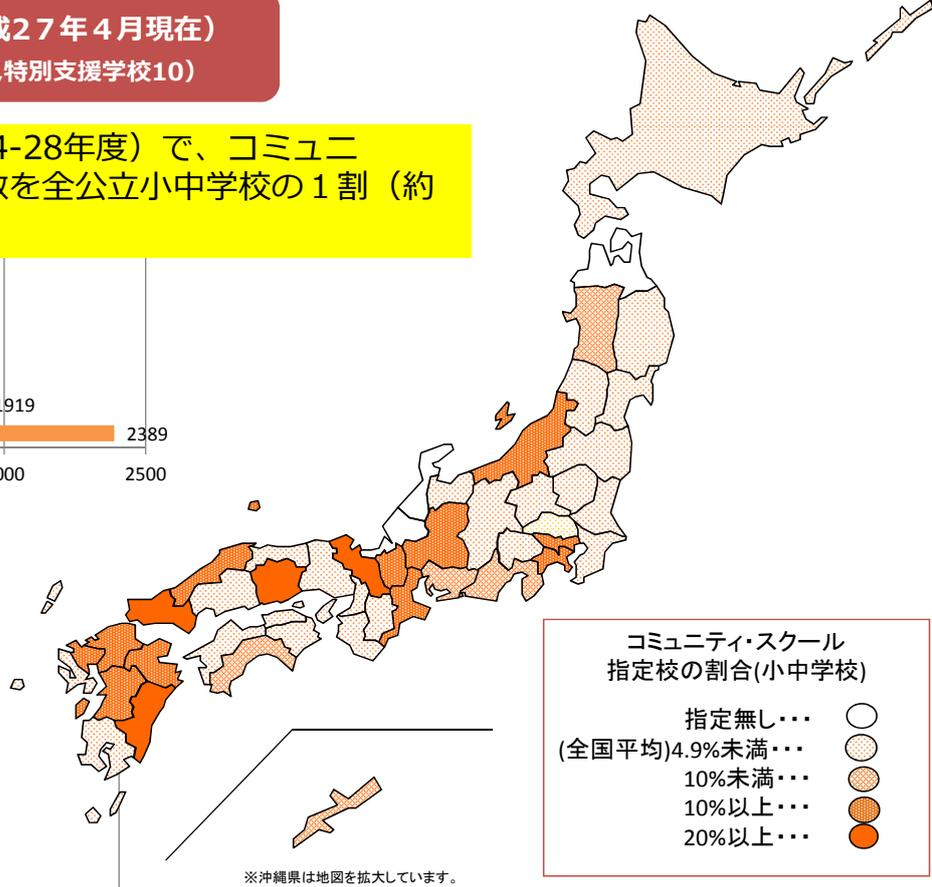 成27年4月現在）
特別支援学校10）
4-28年度）で、コミュニ
数を全公立小中学校の１割（約
1919
2389
000
2500
コミュニティ・スクール
指定校の割合(小中学校)
指定無し・・・
(全国平均)4.9%未満・・・
10%未満・・・
10%以上・・・
20%以上・・・
※沖縄県は地図を拡大しています。